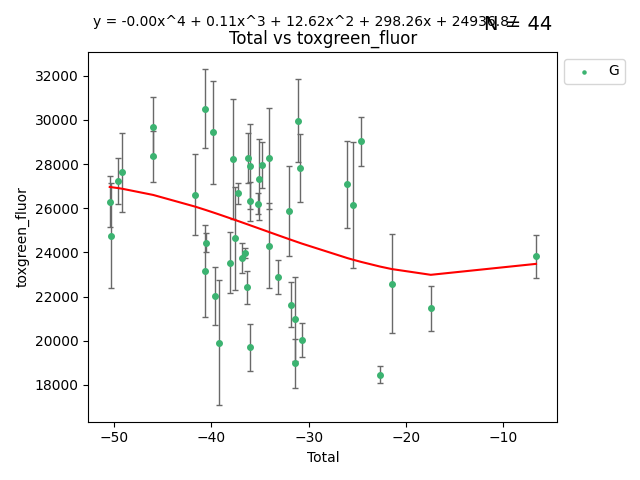 y = -0.00x^4 + 0.11x^3 + 12.62x^2 + 298.26x + 24936.87
N = 44
Total vs toxgreen_fluor
G
toxgreen_fluor
32000
30000
28000
26000
24000
22000
20000
18000
−50
−40
−30
−20
−10
Total